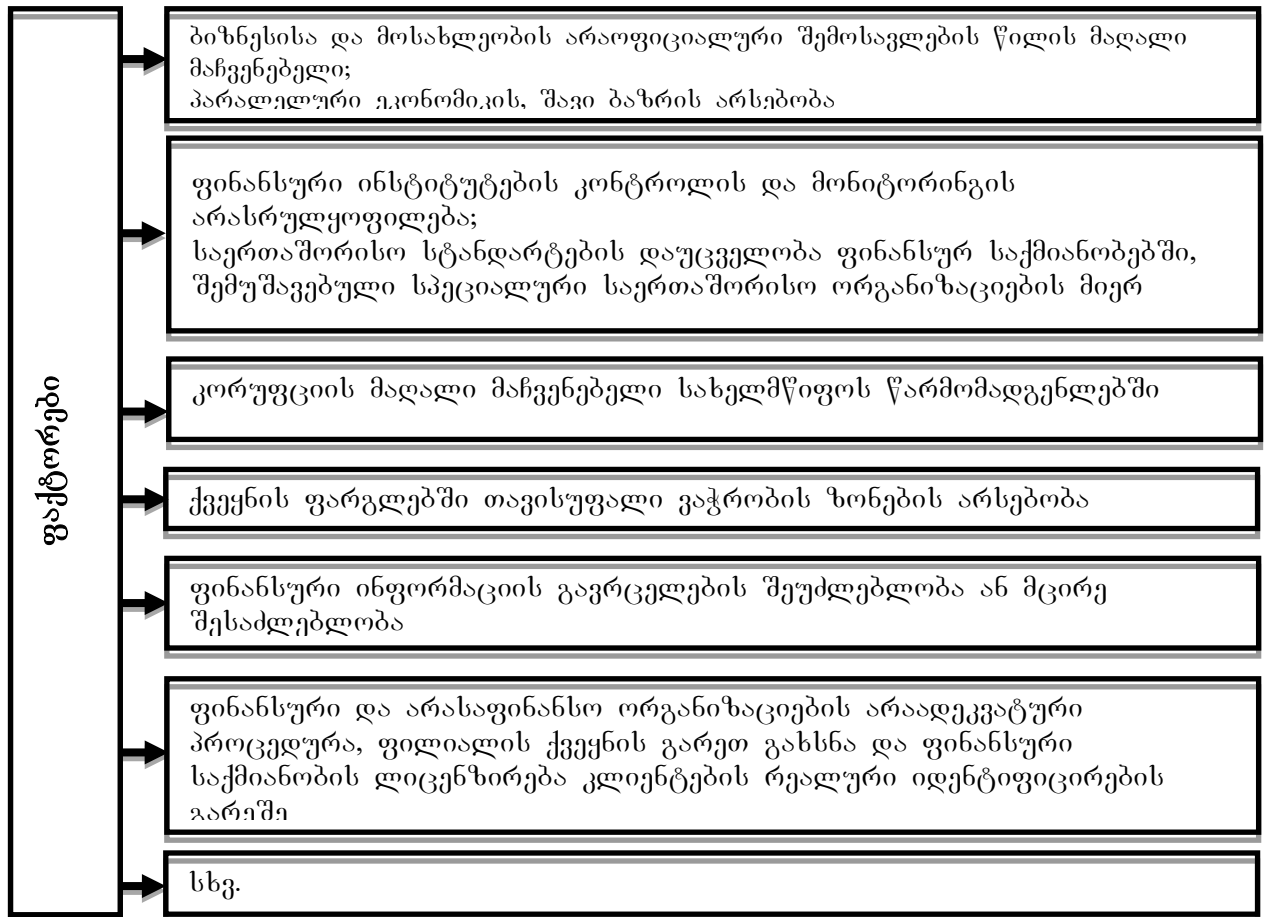 ფაქტორები
ბიზნესისა და მოსახლეობის არაოფიციალური შემოსავლების წილის მაღალი
მაჩვენებელი;
პარალელური ეკონომიკის, შავი ბაზრის არსებობა
ფინანსური ინსტიტუტების კონტროლის და მონიტორინგის
არასრულყოფილება;
საერთაშორისო სტანდარტების დაუცველობა ფინანსურ საქმიანობებში,
შემუშავებული სპეციალური საერთაშორისო ორგანიზაციების მიერ
კორუფციის მაღალი მაჩვენებელი სახელმწიფოს წარმომადგენლებში
ქვეყნის ფარგლებში თავისუფალი ვაჭრობის ზონების არსებობა
ფინანსური ინფორმაციის გავრცელების შეუძლებლობა ან მცირე
შესაძლებლობა
ფინანსური და არასაფინანსო ორგანიზაციების არაადეკვატური
პროცედურა, ფილიალის ქვეყნის გარეთ გახსნა და ფინანსური
საქმიანობის ლიცენზირება კლიენტების რეალური იდენტიფიცირების
გარეშე
სხვ.